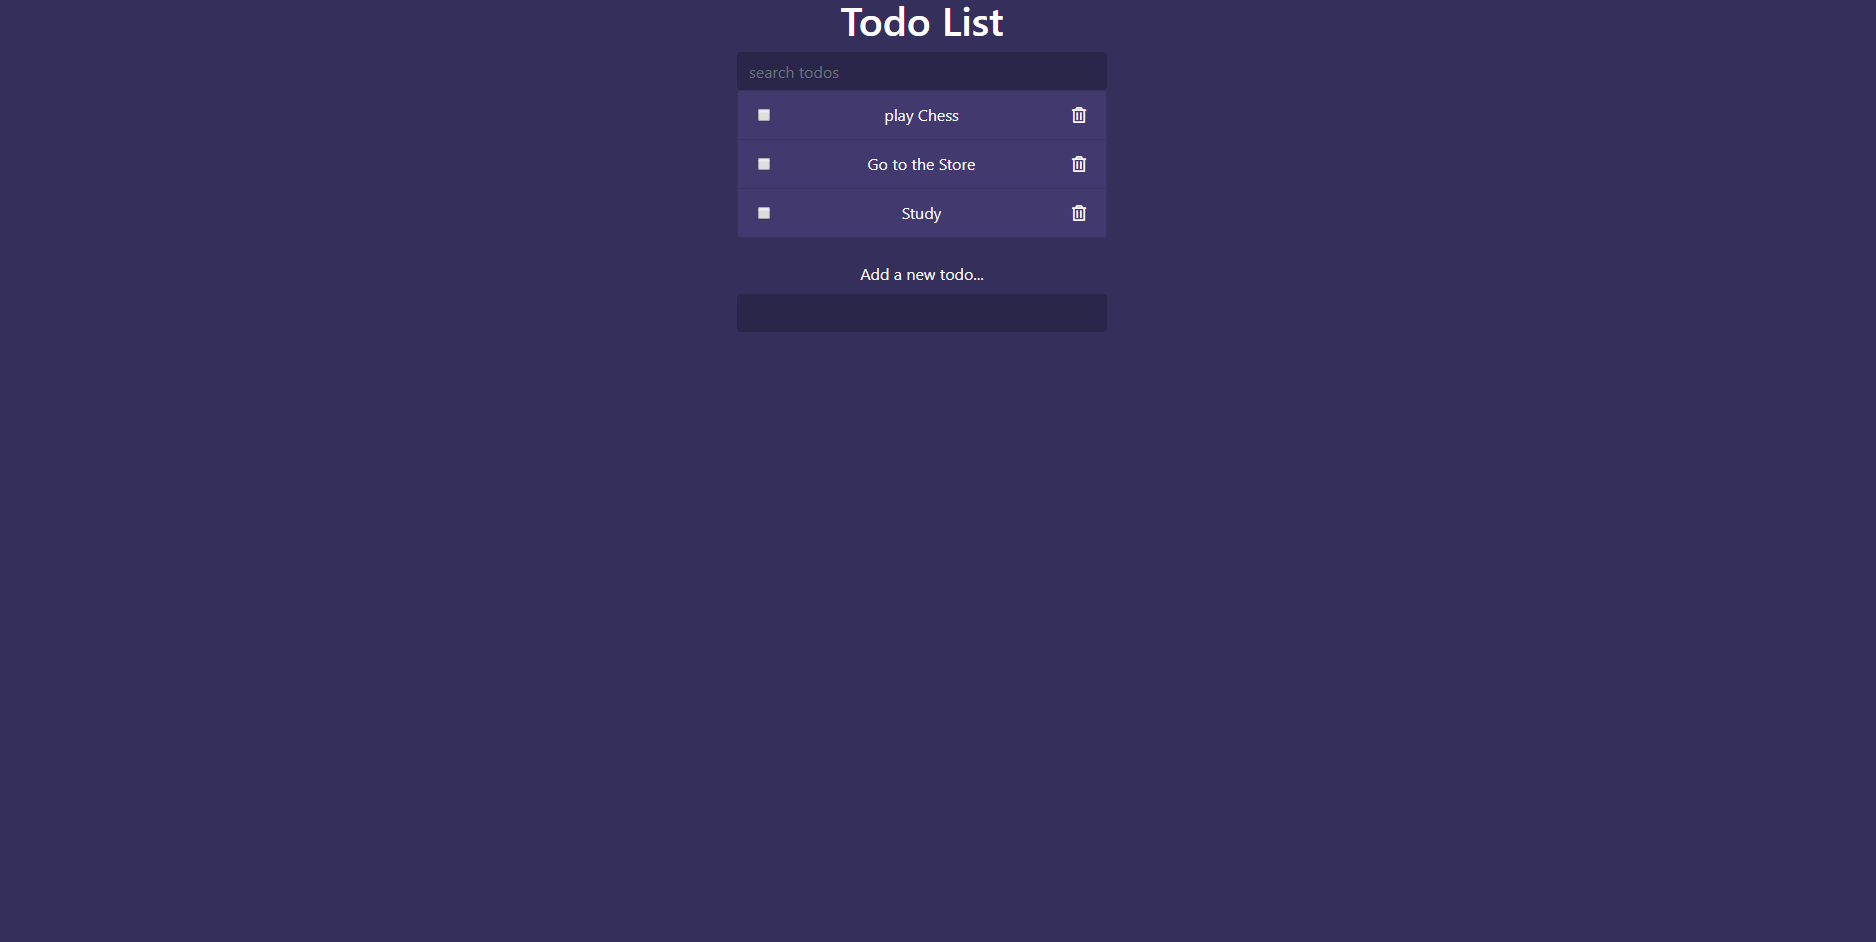 Todo List
search todos
play Chess
Go to the Store
Study
Add a new todo...